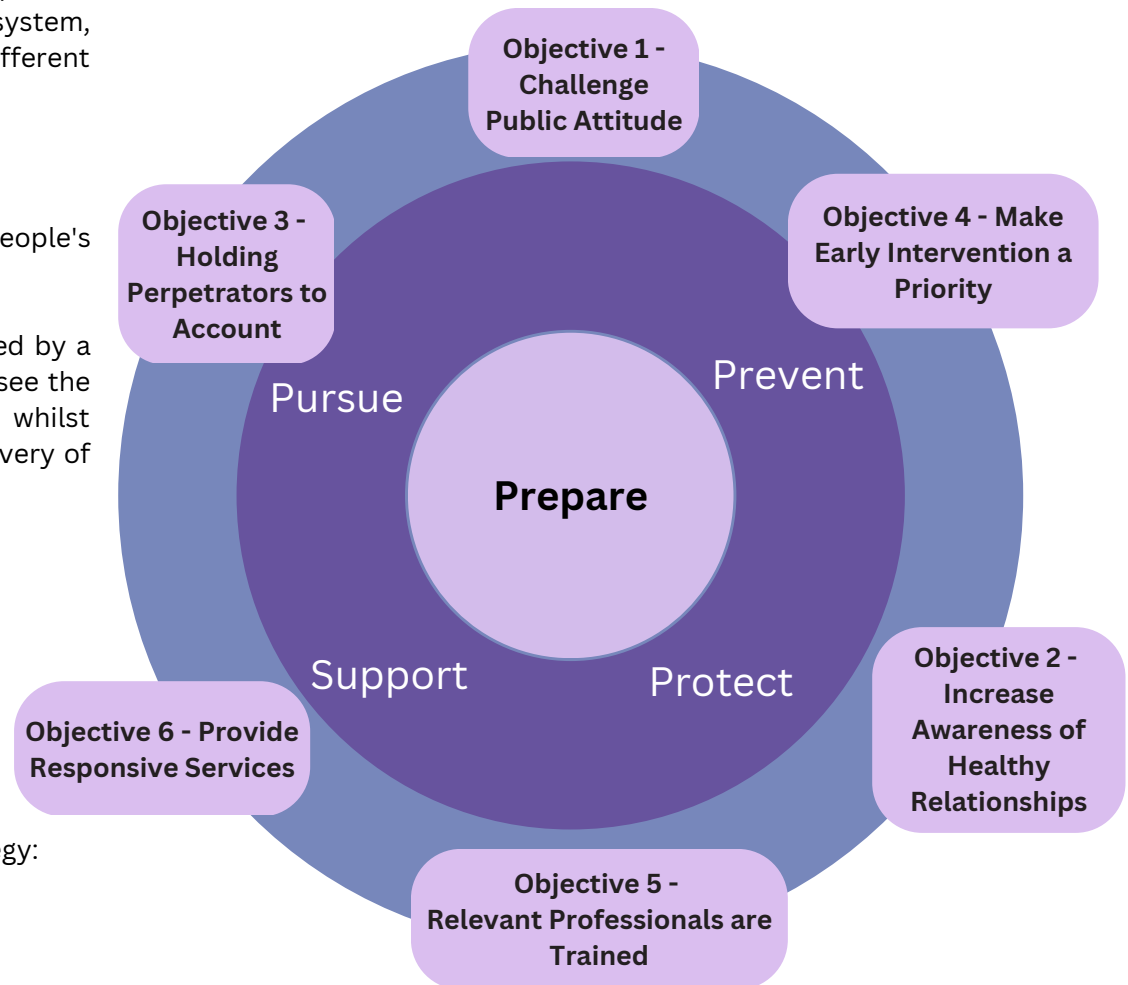 system,
fferent
eople's
ed by a
see the
whilst
very of
gy:
Objective 1 -
Challenge
Public Attitude
Objective 3 -
Holding
Perpetrators to
Account
Objective 4 - Make
Early Intervention a
Priority
Pursue
Prevent
Prepare
Support
Protect
Objective 2 -
Increase
Awareness of
Healthy
Relationships
Objective 6 - Provide
Responsive Services
Objective 5 -
Relevant Professionals are
Trained